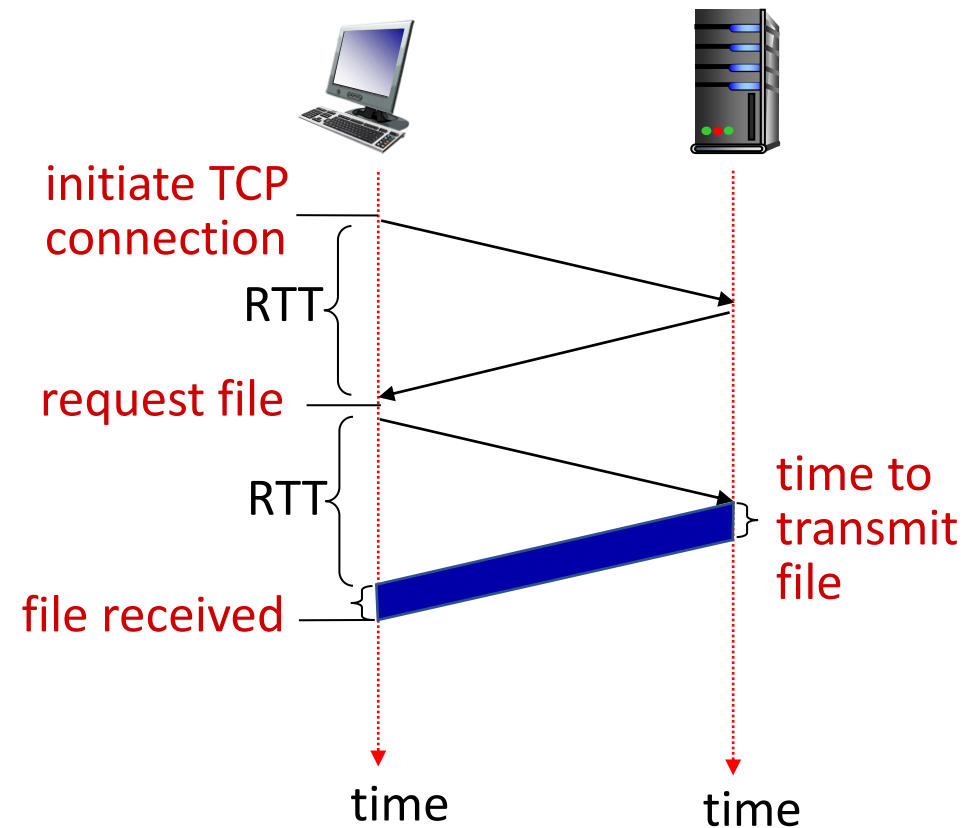 initiate TCP
connection
RTT
request file
RTT
time to
transmit
file
file received
time
time